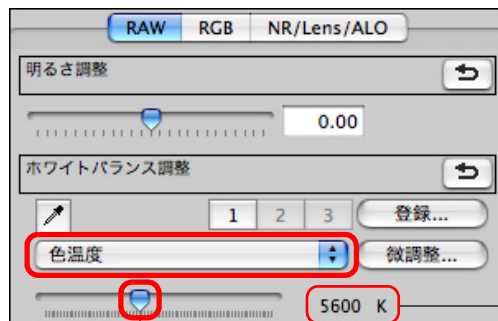 RAW RGB NR/Lens/ALO
明るさ調整
0.00
ホワイトバランス調整
1 2 3 登録...
色温度 微調整...
5600 K